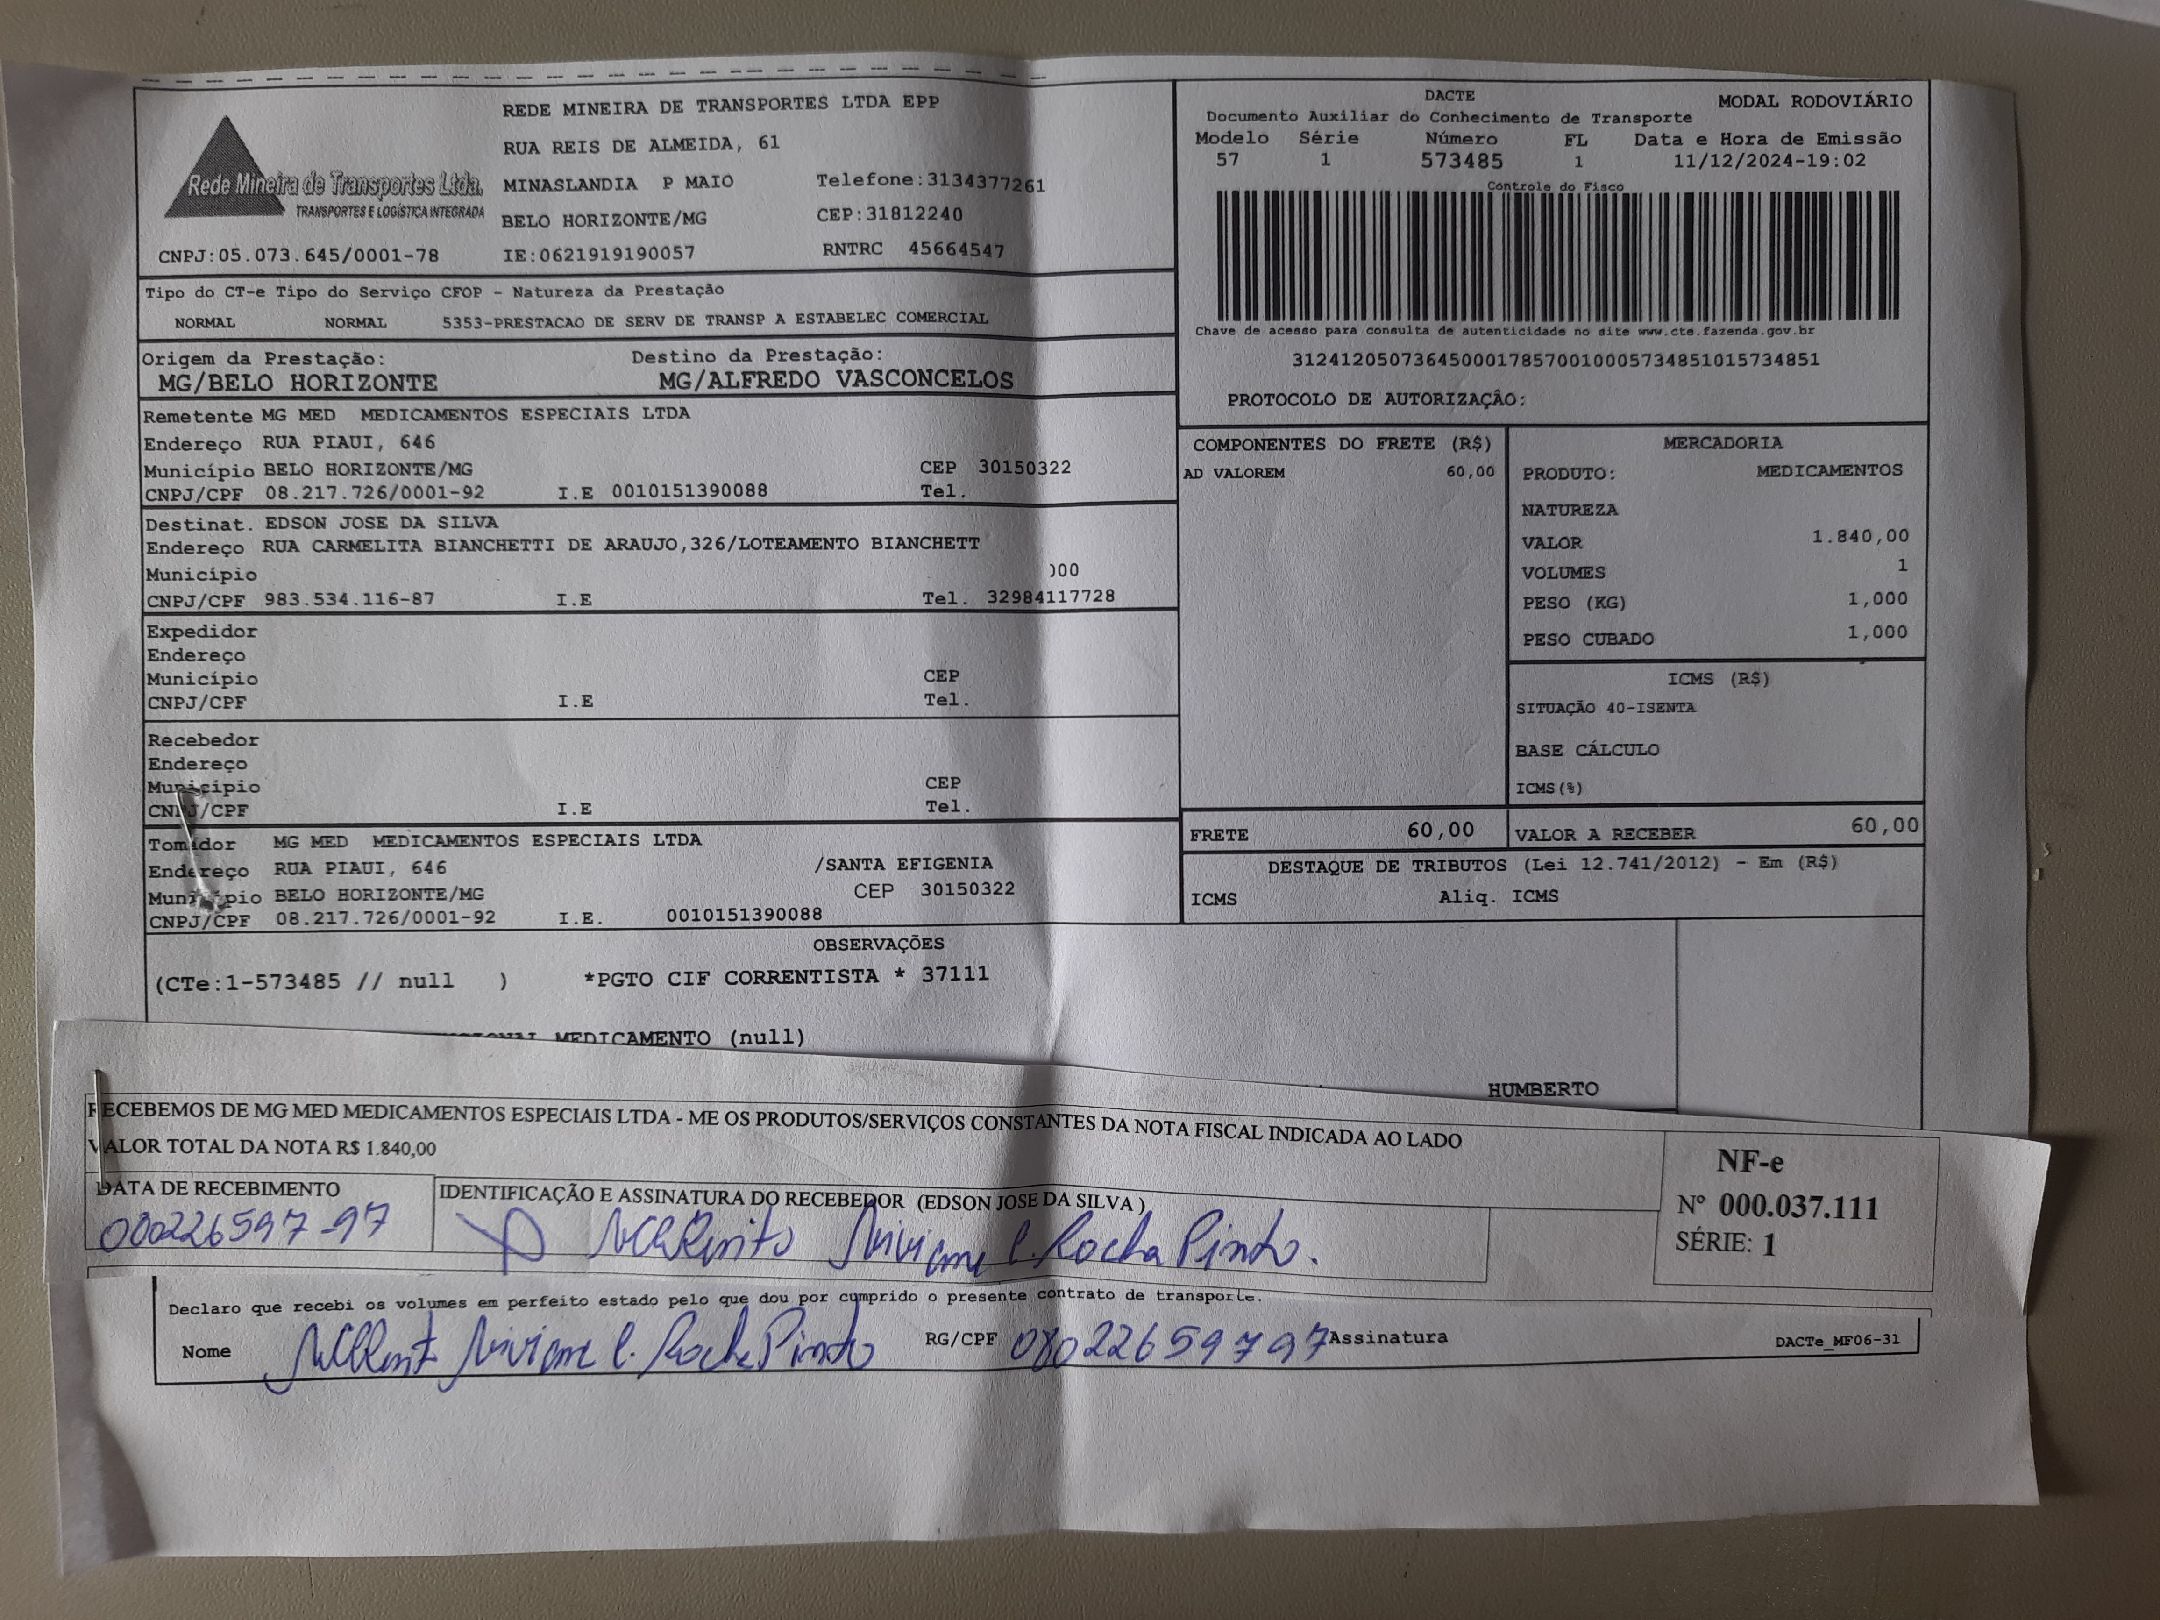 Rede Mineira de Transportes Ltda.
TRANSPORTES E LOGÍSTICA INTEGRADA
CNPJ:05.073.645/0001-78
REDE MINEIRA DE TRANSPORTES LTDA EPP
RUA REIS DE ALMEIDA, 61
MINASLANDIA P MAIO Telefone:3134377261
BELO HORIZONTE/MG CEP:31812240
IE:0621919190057 RNTRC 45664547
DACTE MODAL RODOVIÁRIO
Documento Auxiliar do Conhecimento de Transporte
Modelo Série Número FL Data e Hora de Emissão
57 1 573485 1 11/12/2024-19:02
Controle do Fisco
Chave de acesso para consulta de autenticidade no site www.cte.fazenda.gov.br
31241205073645000178570010005734851015734851
PROTOCOLO DE AUTORIZAÇÃO:
Tipo do CT-e Tipo do Serviço CFOP - Natureza da Prestação
NORMAL NORMAL 5353-PRESTACAO DE SERV DE TRANSP A ESTABELEC COMERCIAL
Origem da Prestação: Destino da Prestação:
MG/BELO HORIZONTE MG/ALFREDO VASCONCELOS
Remetente MG MED MEDICAMENTOS ESPECIAIS LTDA
Endereço RUA PIAUI, 646
Município BELO HORIZONTE/MG CEP 30150322
CNPJ/CPF 08.217.726/0001-92 I.E 0010151390088 Tel.
Destinat. EDSON JOSE DA SILVA
Endereço RUA CARMELITA BIANCHETTI DE ARAUJO,326/LOTEAMENTO BIANCHETT
Município 000
CNPJ/CPF 983.534.116-87 I.E Tel. 32984117728
Expedidor
Endereço
Município CEP
CNPJ/CPF I.E Tel.
Recebedor
Endereço
Município CEP
CNPJ/CPF I.E Tel.
Tomador MG MED MEDICAMENTOS ESPECIAIS LTDA
Endereço RUA PIAUI, 646 /SANTA EFIGENIA
Município BELO HORIZONTE/MG CEP 30150322
CNPJ/CPF 08.217.726/0001-92 I.E. 0010151390088
COMPONENTES DO FRETE (R$)
AD VALOREM 60,00
FRETE 60,00
MERCADORIA
PRODUTO: MEDICAMENTOS
NATUREZA
VALOR 1.840,00
VOLUMES 1
PESO (KG) 1,000
PESO CUBADO 1,000
ICMS (R$)
SITUAÇÃO 40-ISENTA
BASE CÁLCULO
ICMS(%)
VALOR A RECEBER 60,00
DESTAQUE DE TRIBUTOS (Lei 12.741/2012) - Em (R$)
ICMS Aliq. ICMS
OBSERVAÇÕES
(CTe:1-573485 // null ) *PGTO CIF CORRENTISTA * 37111
MEDICAMENTO (null)
HUMBERTO
RECEBEMOS DE MG MED MEDICAMENTOS ESPECIAIS LTDA - ME OS PRODUTOS/SERVIÇOS CONSTANTES DA NOTA FISCAL INDICADA AO LADO
VALOR TOTAL DA NOTA R$ 1.840,00
DATA DE RECEBIMENTO IDENTIFICAÇÃO E ASSINATURA DO RECEBEDOR (EDSON JOSE DA SILVA )
Viviane C. Rocha Pinto.
NF-e
Nº 000.037.111
SÉRIE: 1
Declaro que recebi os volumes em perfeito estado pelo que dou por cumprido o presente contrato de transporte.
Nome Viviane C. Rocha Pinto RG/CPF 08022659797 Assinatura DACTe_MF06-31